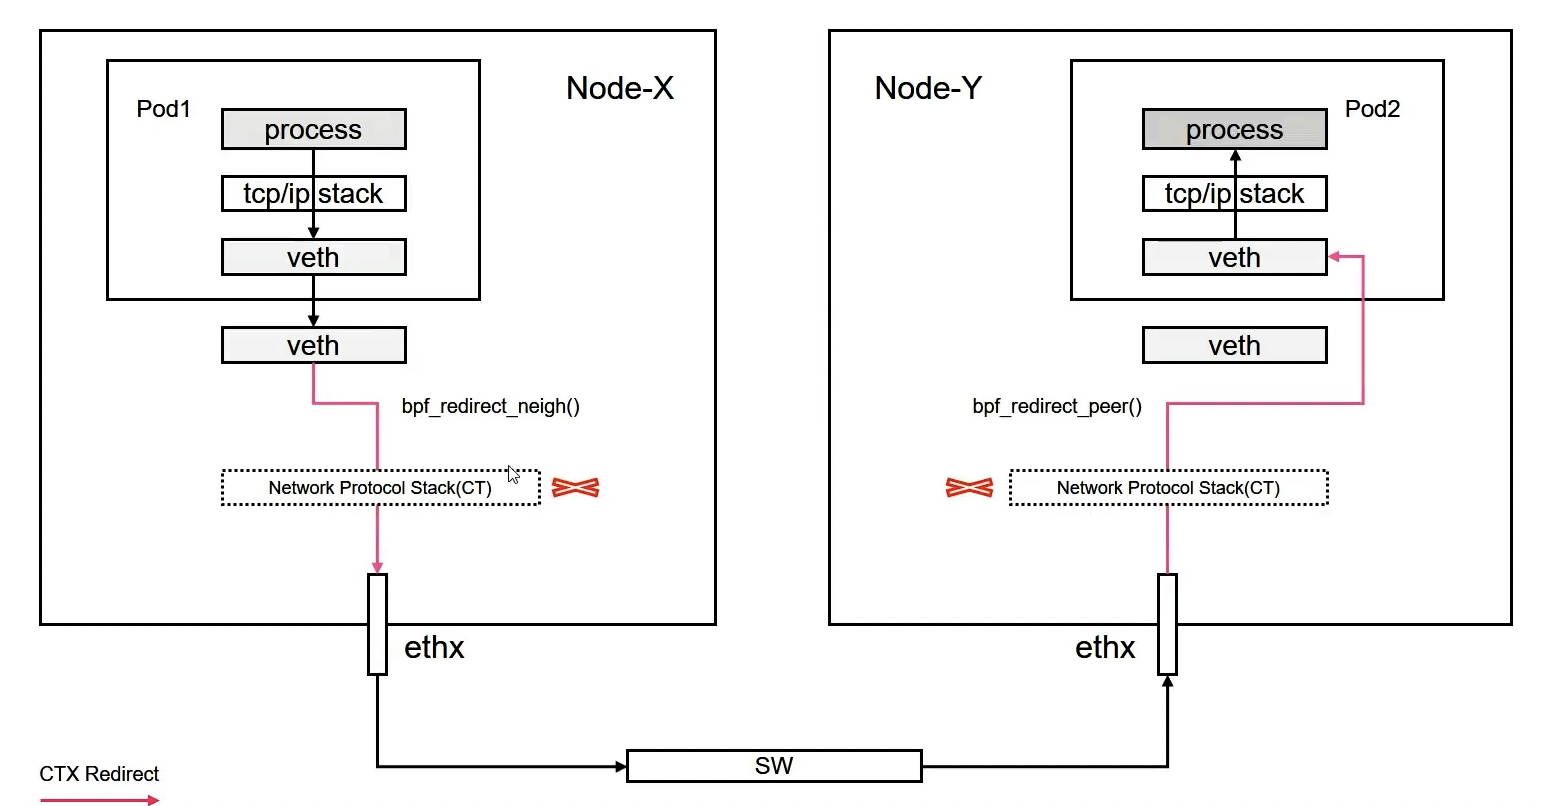 Node-X
Pod1
process
tcp/ip stack
veth
veth
bpf_redirect_neigh()
Network Protocol Stack(CT)
ethx
Node-Y
Pod2
process
tcp/ip stack
veth
veth
bpf_redirect_peer()
Network Protocol Stack(CT)
ethx
SW
CTX Redirect